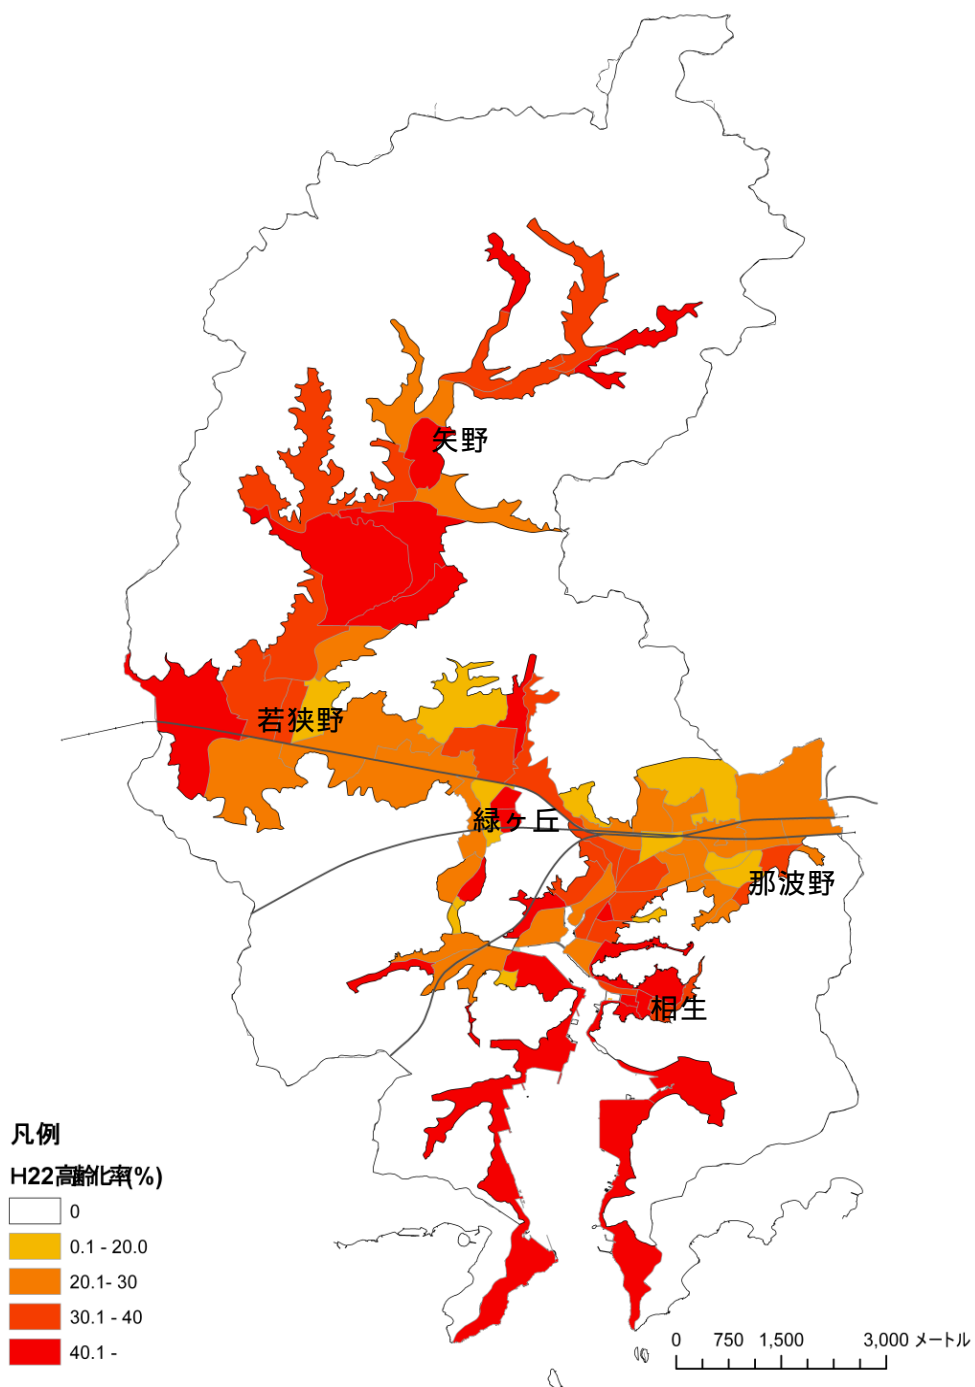 矢野
若狭野
緑ヶ丘
那波野
相生
凡例
H22高齢化率(%)
0
0.1 - 20.0
20.1- 30
30.1 - 40
40.1 -
0 750 1,500 3,000 メートル